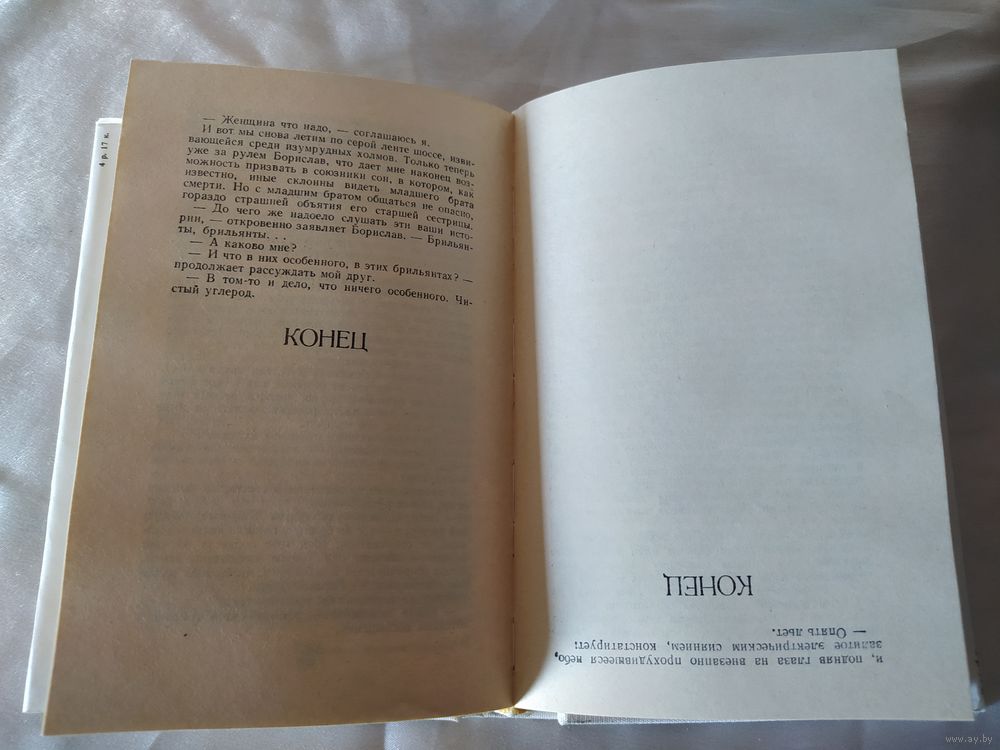 4 р. 17 к.
— Женщина что надо, — соглашаюсь я.
И вот мы снова летим по серой ленте шоссе, изви-
вающейся среди изумрудных холмов. Только теперь
уже за рулем Борислав, что дает мне наконец воз-
можность призвать в союзники сон, в котором, как
известно, иные склонны видеть младшего брата
смерти. Но с младшим братом общаться не опасно,
гораздо страшней объятия его старшей сестрицы.
— До чего же надоело слушать эти ваши исто-
рии, — откровенно заявляет Борислав. — Брильян-
ты, брильянты. . .
— А каково мне?
— И что в них особенного, в этих брильянтах? —
продолжает рассуждать мой друг.
— В том-то и дело, что ничего особенного. Чи-
стый углерод.
КОНЕЦ
и, подняв глаза на внезапно прохудившееся небо,
залитое электрическим сиянием, констатирует:
— Опять льет.
КОНЕЦ
www.ay.by